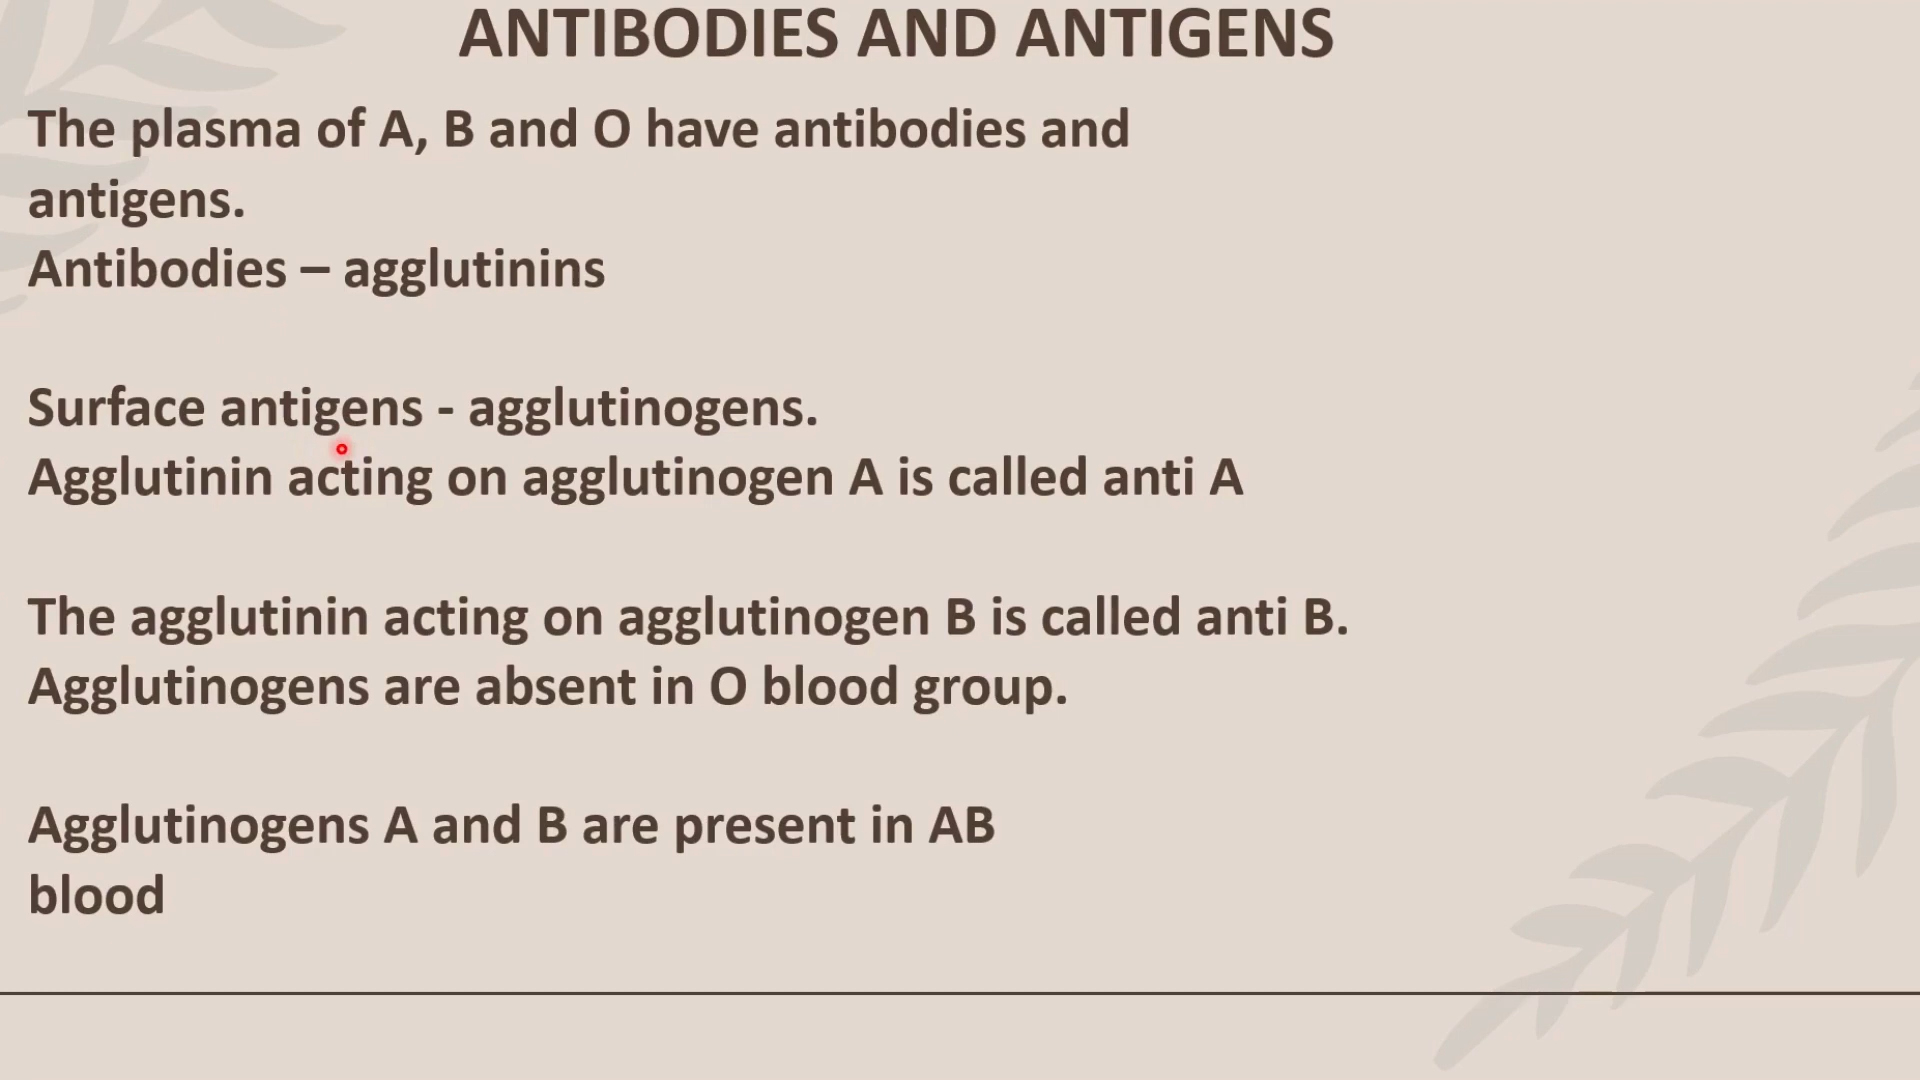 ANTIBODIES AND ANTIGENS
The plasma of A, B and O have antibodies and
antigens.
Antibodies – agglutinins
Surface antigens - agglutinogens.
Agglutinin acting on agglutinogen A is called anti A
The agglutinin acting on agglutinogen B is called anti B.
Agglutinogens are absent in O blood group.
Agglutinogens A and B are present in AB
blood